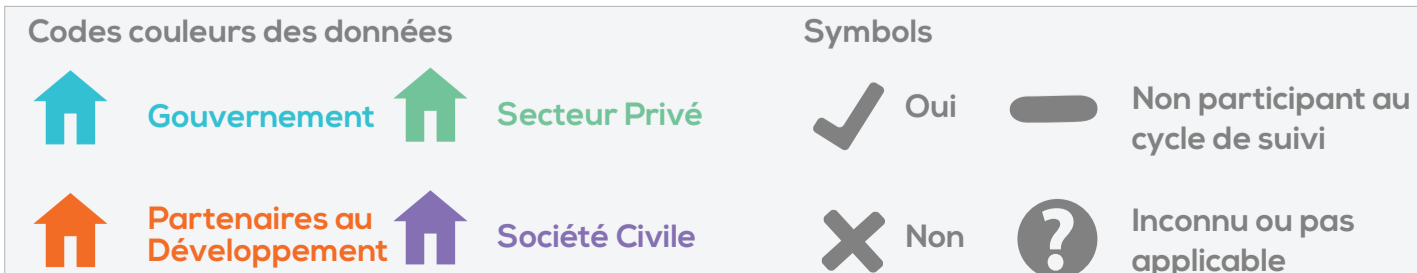 Codes couleurs des données
Symbols
Gouvernement
Secteur Privé
Oui
Non participant au
cycle de suivi
Partenaires au
Développement
Société Civile
Non
?
Inconnu ou pas
applicable